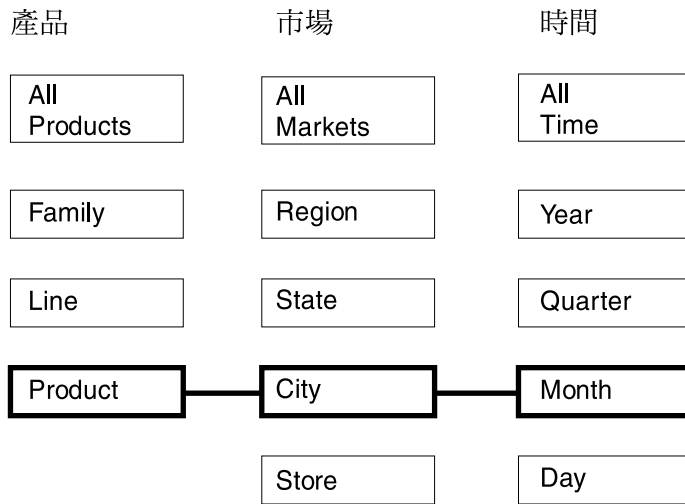 產品 市場 時間
All All All
Products Markets Time
Family Region Year
Line State Quarter
Product City Month
Store Day